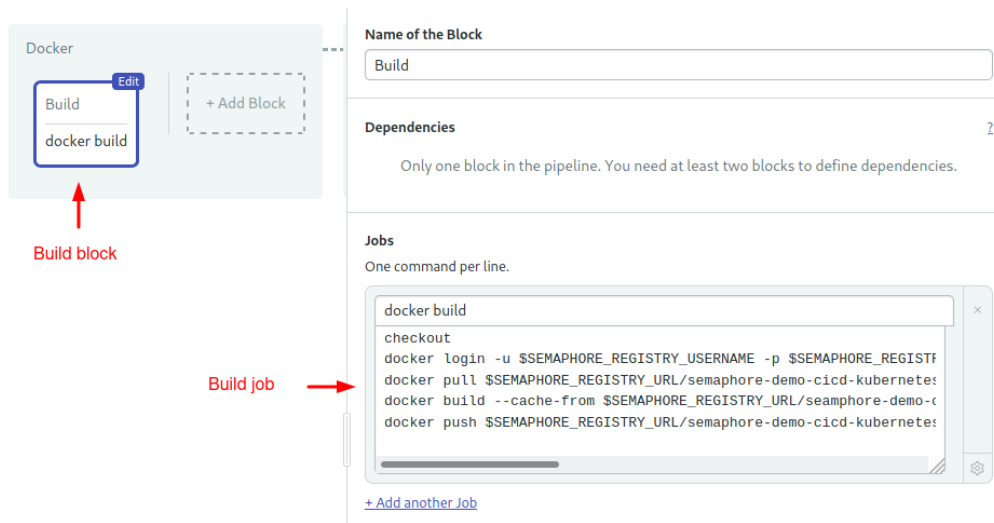 Docker
Edit
Build
docker build
+ Add Block
Build block
Name of the Block
Build
Dependencies
?
Only one block in the pipeline. You need at least two blocks to define dependencies.
Jobs
One command per line.
docker build
×
checkout
docker login -u $SEMAPHORE_REGISTRY_USERNAME -p $SEMAPHORE_REGISTR
docker pull $SEMAPHORE_REGISTRY_URL/semaphore-demo-cicd-kubernetes
docker build --cache-from $SEMAPHORE_REGISTRY_URL/seamphore-demo-c
docker push $SEMAPHORE_REGISTRY_URL/semaphore-demo-cicd-kubernetes
Build job
+ Add another Job